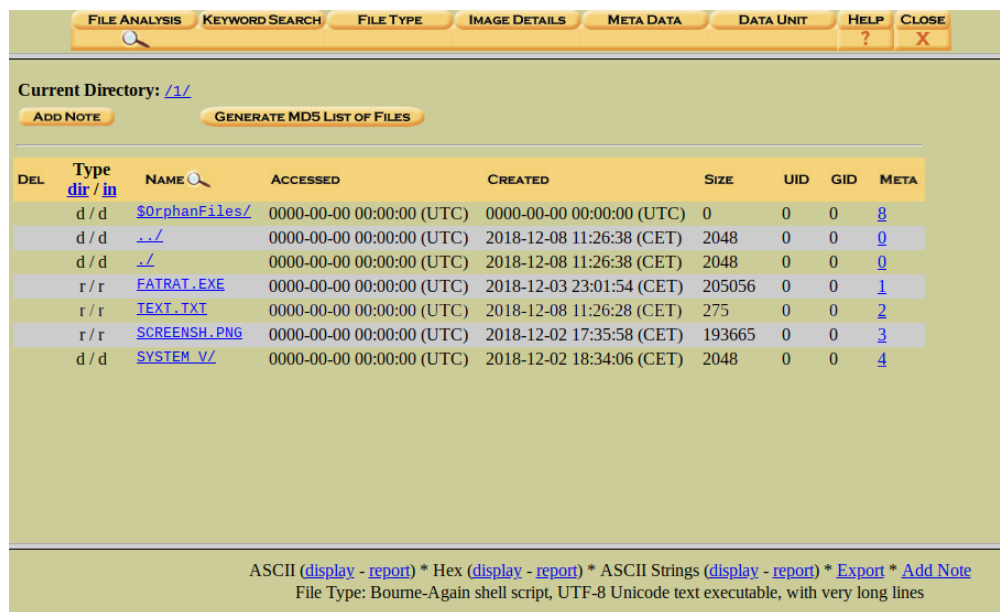 FILE ANALYSIS KEYWORD SEARCH FILE TYPE IMAGE DETAILS META DATA DATA UNIT HELP CLOSE
? X
Current Directory: /1/
ADD NOTE GENERATE MD5 LIST OF FILES
DEL Type dir / in NAME ACCESSED CREATED SIZE UID GID META
d / d $OrphanFiles/ 0000-00-00 00:00:00 (UTC) 0000-00-00 00:00:00 (UTC) 0 0 0 8
d / d ../ 0000-00-00 00:00:00 (UTC) 2018-12-08 11:26:38 (CET) 2048 0 0 0
d / d ./ 0000-00-00 00:00:00 (UTC) 2018-12-08 11:26:38 (CET) 2048 0 0 0
r / r FATRAT.EXE 0000-00-00 00:00:00 (UTC) 2018-12-03 23:01:54 (CET) 205056 0 0 1
r / r TEXT.TXT 0000-00-00 00:00:00 (UTC) 2018-12-08 11:26:28 (CET) 275 0 0 2
r / r SCREENSH.PNG 0000-00-00 00:00:00 (UTC) 2018-12-02 17:35:58 (CET) 193665 0 0 3
d / d SYSTEM V/ 0000-00-00 00:00:00 (UTC) 2018-12-02 18:34:06 (CET) 2048 0 0 4
ASCII (display - report) * Hex (display - report) * ASCII Strings (display - report) * Export * Add Note
File Type: Bourne-Again shell script, UTF-8 Unicode text executable, with very long lines